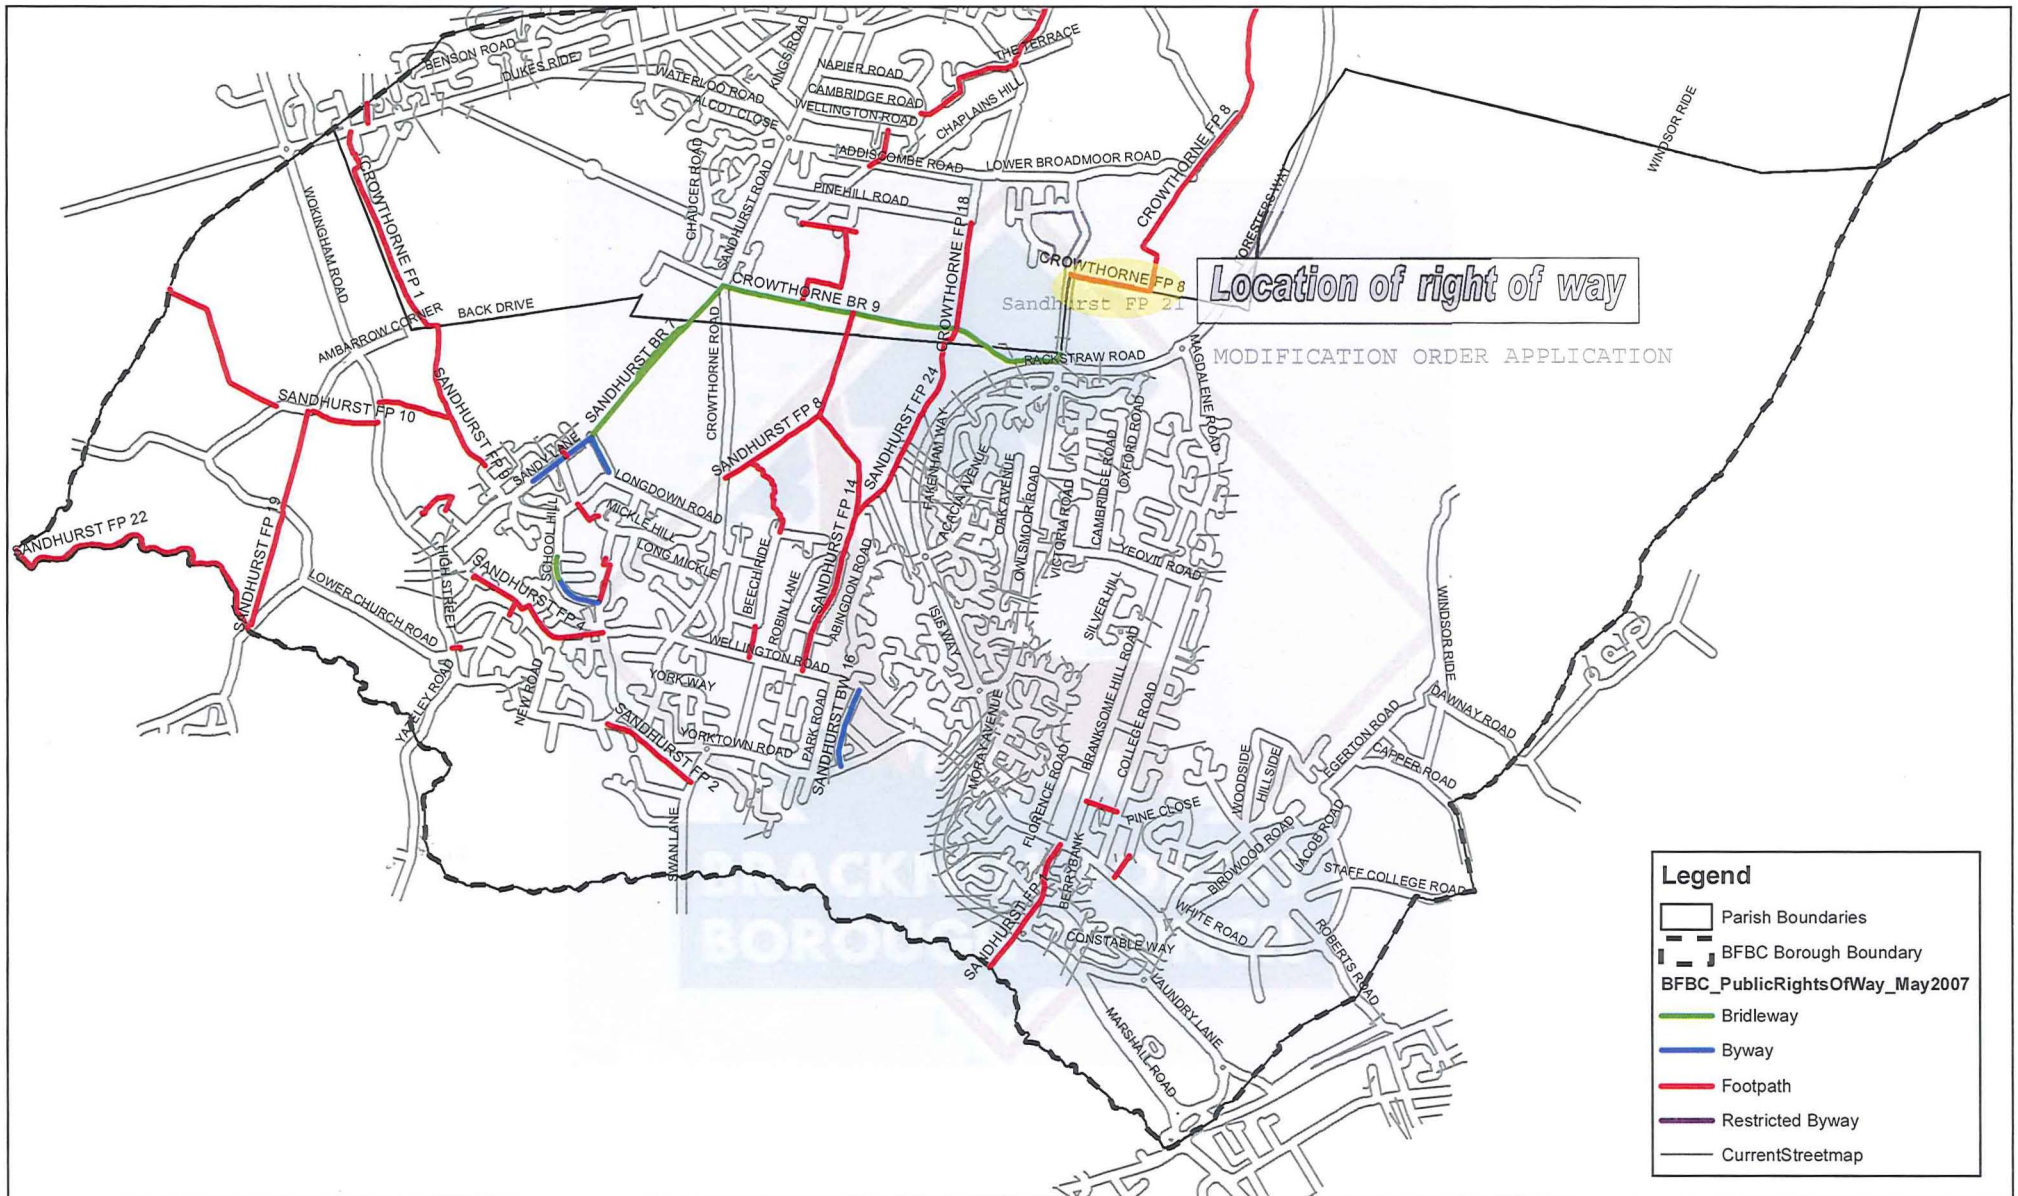 BENSON ROAD
DUKES RIDE
KINGS ROAD
THE TERRACE
NAPIER ROAD
WATERLOO ROAD
CAMBRIDGE ROAD
ALCOT CLOSE
WELLINGTON ROAD
CHAPLAINS HILL
WINDSOR RIDE
CROWTHORNE FP 8
ADDISCOMBE ROAD
LOWER BROADMOOR ROAD
CHAUCER ROAD
SANDHURST ROAD
PINEHILL ROAD
CROWTHORNE FP 18
WOKINGHAM ROAD
CROWTHORNE FP 1
FORESTERS WAY
CROWTHORNE FP 8
Location of right of way
CROWTHORNE BR 9
Sandhurst FP 21
BACK DRIVE
AMBARROW CORNER
SANDHURST BR 7
CROWTHORNE ROAD
RACKSTRAW ROAD
MAGDALENE ROAD
MODIFICATION ORDER APPLICATION
SANDHURST FP 10
SANDHURST FP 9
SANDHURST FP 8
SANDHURST FP 24
SANDY LANE
FAKENHAM WAY
ACACIA AVENUE
OAK AVENUE
OWLSMOOR ROAD
VICTORIA ROAD
CAMBRIDGE ROAD
OXFORD ROAD
LONGDOWN ROAD
MICKLE HILL
LONG MICKLE
SANDHURST FP 14
SANDHURST FP 22
SANDHURST FP 19
SCHOOL HILL
HIGH STREET
SANDHURST FP 4
LOWER CHURCH ROAD
BEECH RIDE
ROBIN LANE
ABINGDON ROAD
ISIS WAY
YEOVIL ROAD
SILVER HILL
WINDSOR RIDE
WELLINGTON ROAD
YORK WAY
YATELEY ROAD
NEW ROAD
SANDHURST FP 2
YORKTOWN ROAD
PARK ROAD
SANDHURST BW 16
MORAY AVENUE
FLORENCE ROAD
BRANKSOME HILL ROAD
COLLEGE ROAD
DAWNAY ROAD
EGERTON ROAD
CAPPER ROAD
WOODSIDE
HILLSIDE
PINE CLOSE
SWAN LANE
BERRYBANK
BIRDWOOD ROAD
JACOB ROAD
STAFF COLLEGE ROAD
SANDHURST FP 1
WHITE ROAD
CONSTABLE WAY
ROBERTS ROAD
LAUNDRY LANE
MARSHALL ROAD
BOROUGH
Legend
Parish Boundaries
BFBC Borough Boundary
BFBC_PublicRightsOfWay_May2007
Bridleway
Byway
Footpath
Restricted Byway
CurrentStreetmap